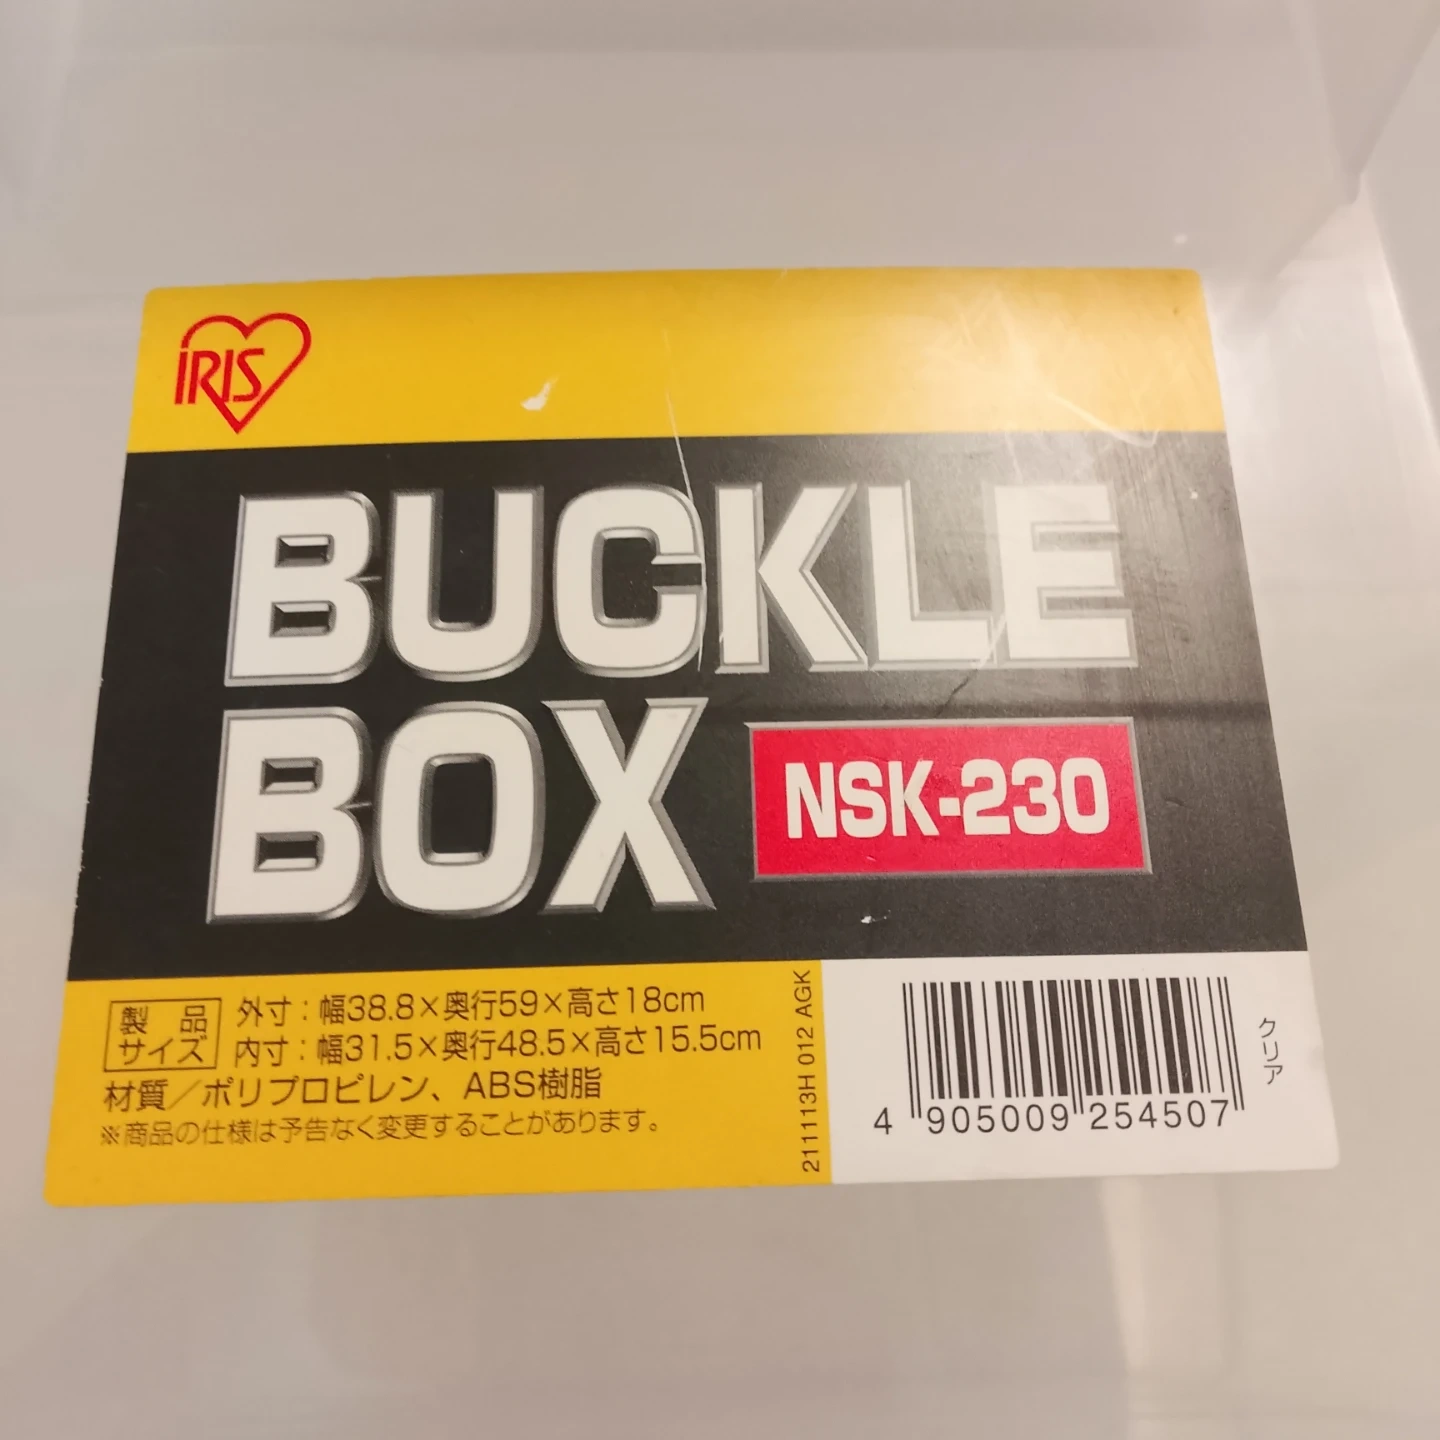 IRIS
BUCKLE
BOX
NSK-230
製品
サイズ
外寸：幅38.8×奥行59×高さ18cm
内寸：幅31.5×奥行48.5×高さ15.5cm
材質／ポリプロピレン、ABS樹脂
※商品の仕様は予告なく変更することがあります。
211113H 012 AGK
4 905009 254507
クリア